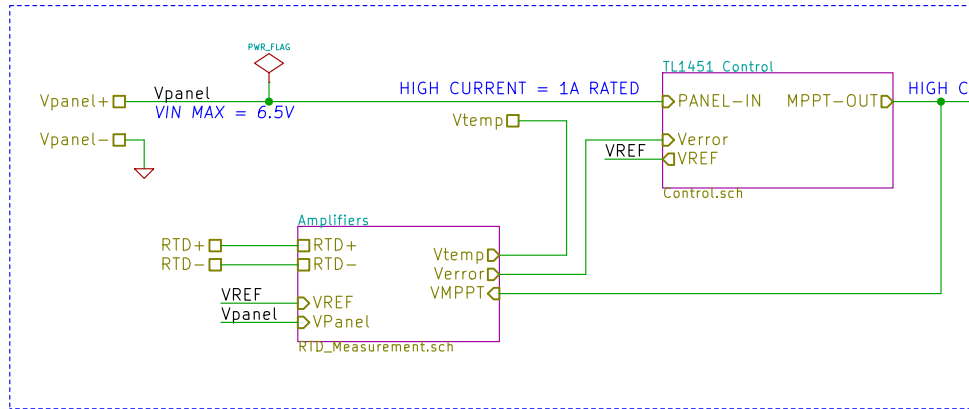 PWR_FLAG
TL1451 Control
Vpanel+
Vpanel
HIGH CURRENT = 1A RATED
HIGH C
PANEL-IN
MPPT-OUT
VIN MAX = 6.5V
Vtemp
Vpanel-
Verror
VREF
VREF
Control.sch
Amplifiers
RTD+
RTD+
Vtemp
RTD-
RTD-
Verror
VMPPT
VREF
VREF
Vpanel
VPanel
RTD_Measurement.sch